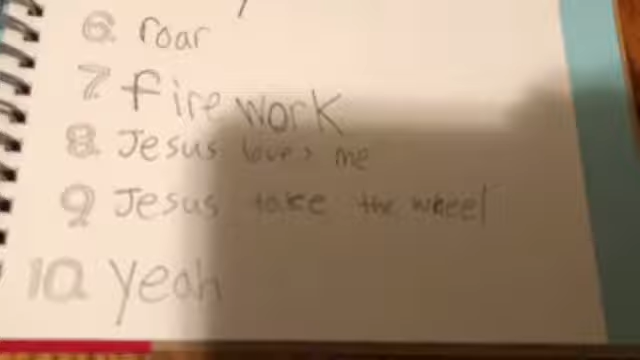 6. roar
7 firework
8. Jesus loves me
9 Jesus take the wheel
10. Yeah